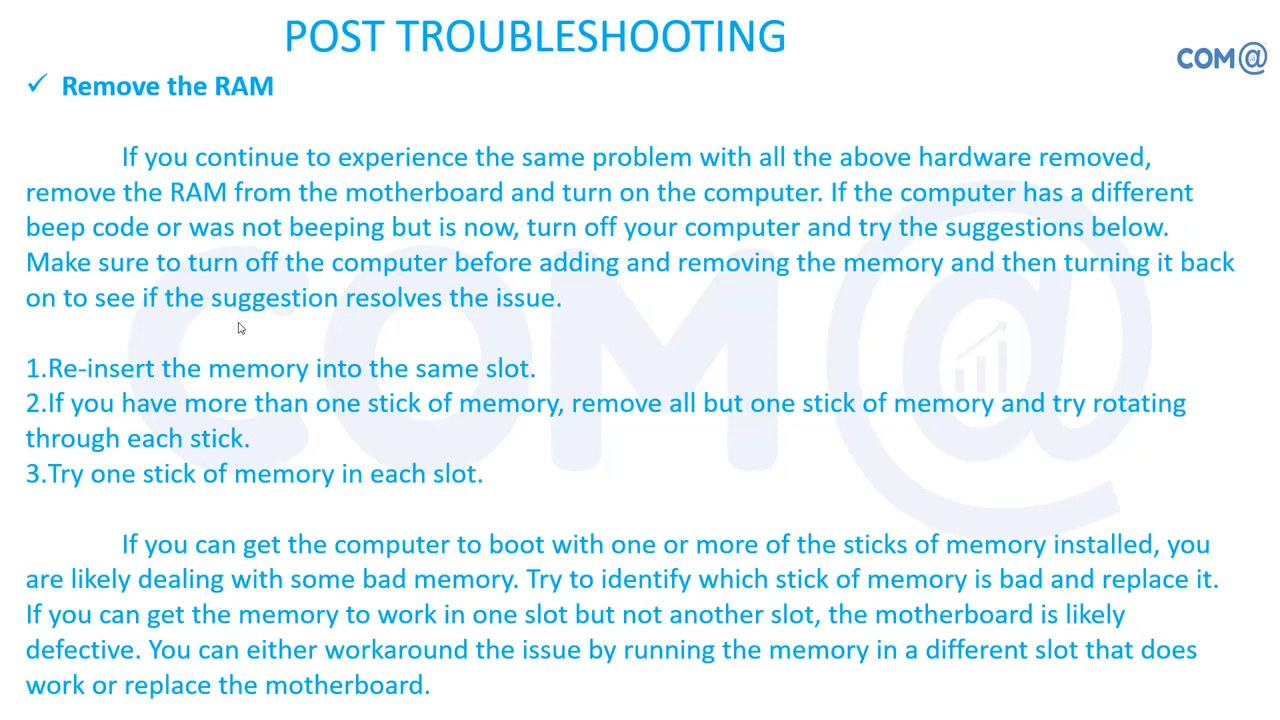 POST TROUBLESHOOTING
COM@
✓ Remove the RAM
If you continue to experience the same problem with all the above hardware removed,
remove the RAM from the motherboard and turn on the computer. If the computer has a different
beep code or was not beeping but is now, turn off your computer and try the suggestions below.
Make sure to turn off the computer before adding and removing the memory and then turning it back
on to see if the suggestion resolves the issue.
1.Re-insert the memory into the same slot.
2.If you have more than one stick of memory, remove all but one stick of memory and try rotating
through each stick.
3.Try one stick of memory in each slot.
If you can get the computer to boot with one or more of the sticks of memory installed, you
are likely dealing with some bad memory. Try to identify which stick of memory is bad and replace it.
If you can get the memory to work in one slot but not another slot, the motherboard is likely
defective. You can either workaround the issue by running the memory in a different slot that does
work or replace the motherboard.
COM@